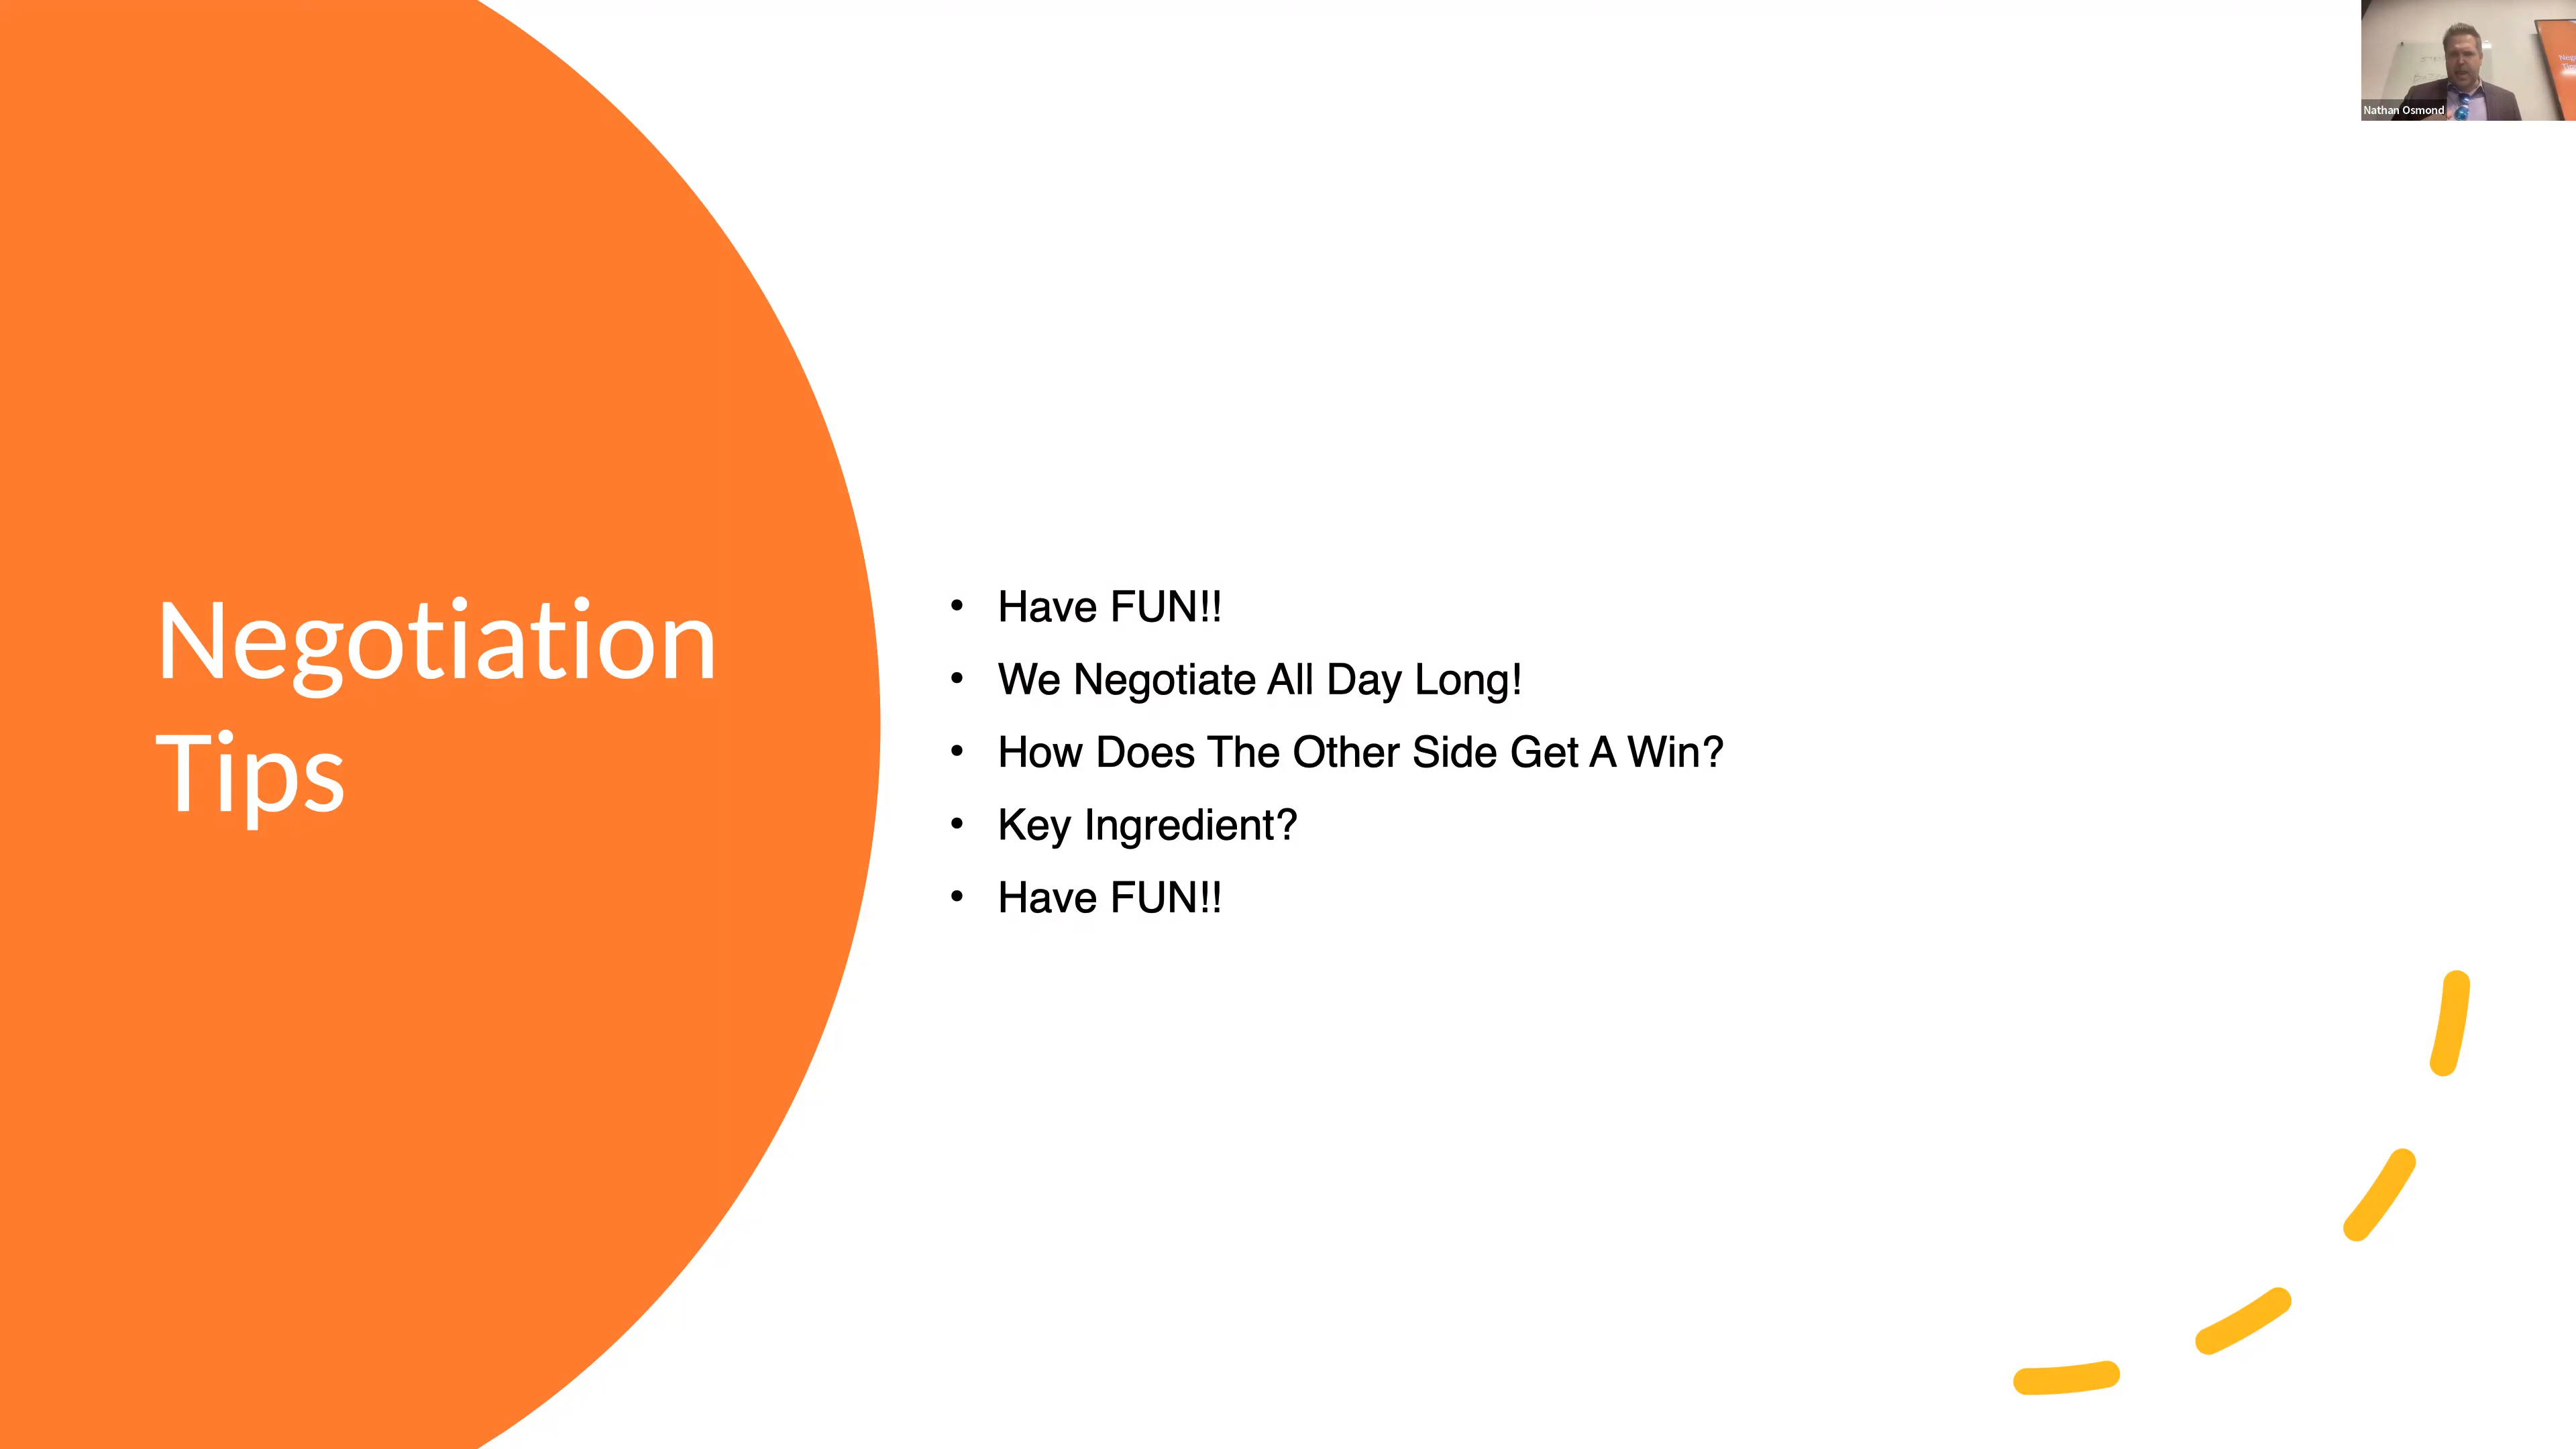 Nathan Osmond
Negotiation
Tips
• Have FUN!!
• We Negotiate All Day Long!
• How Does The Other Side Get A Win?
• Key Ingredient?
• Have FUN!!